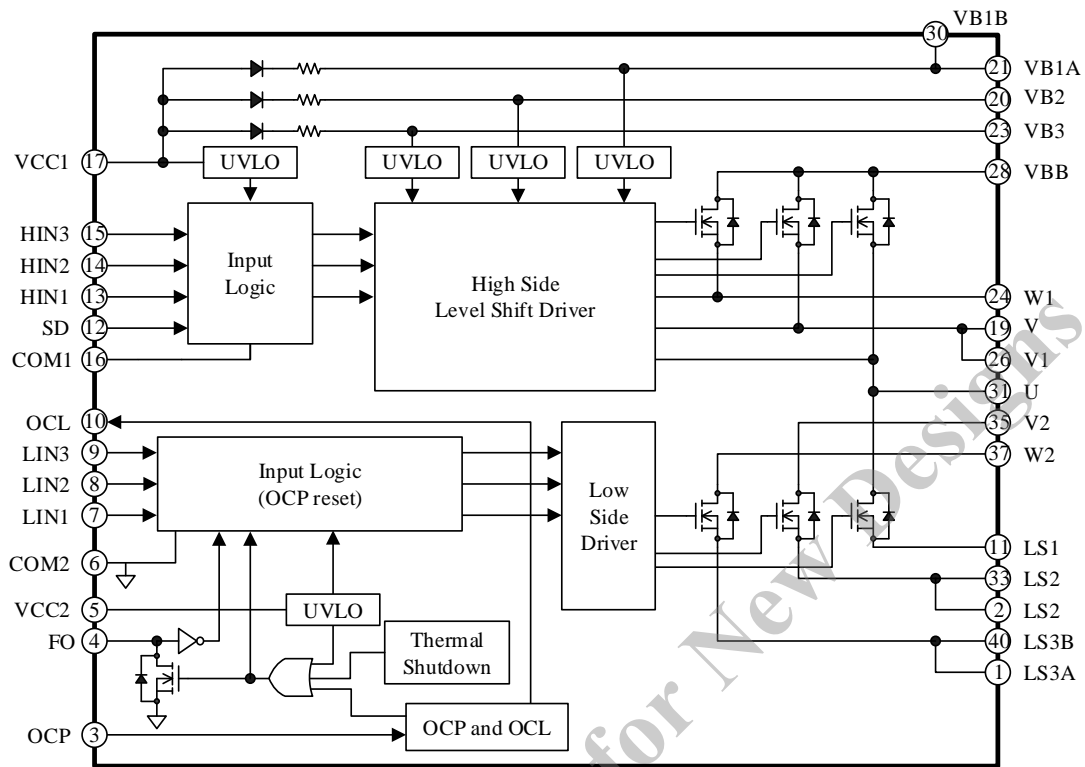 VB1B
30
21 VB1A
20 VB2
23 VB3
VCC1 17
UVLO
UVLO
UVLO
UVLO
28 VBB
HIN3 15
HIN2 14
HIN1 13
SD 12
COM1 16
Input
Logic
High Side
Level Shift Driver
24 W1
19 V
26 V1
31 U
35 V2
37 W2
OCL 10
LIN3 9
LIN2 8
LIN1 7
COM2 6
VCC2 5
FO 4
OCP 3
Input Logic
(OCP reset)
Low
Side
Driver
UVLO
Thermal
Shutdown
OCP and OCL
11 LS1
33 LS2
2 LS2
40 LS3B
1 LS3A
for New Designs